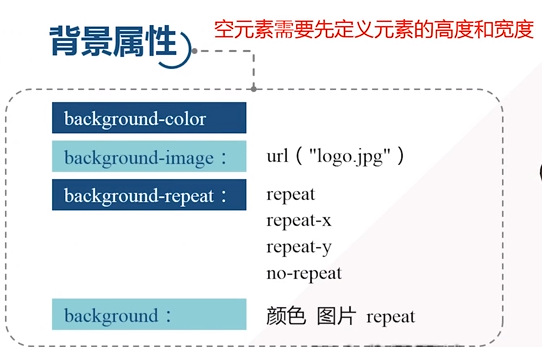 背景属性
空元素需要先定义元素的高度和宽度
background-color
background-image： url（"logo.jpg"）
background-repeat： repeat
repeat-x
repeat-y
no-repeat
background： 颜色 图片 repeat